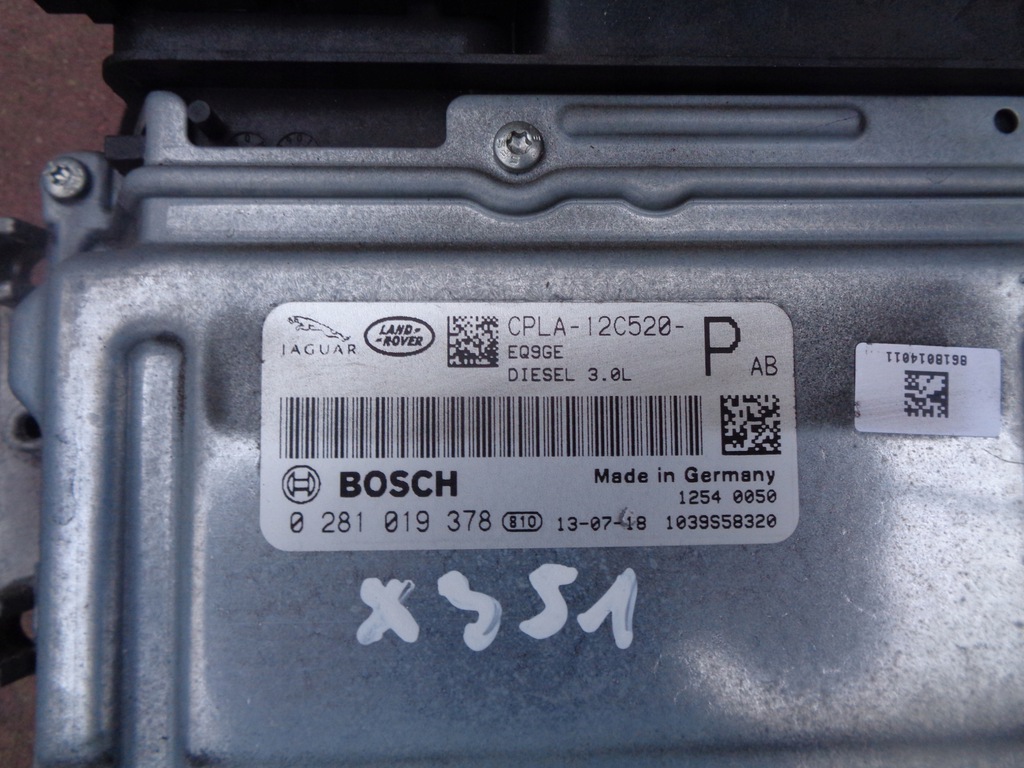 JAGUAR
LAND-
-ROVER
CPLA-12C520-
P
AB
EQ9GE
DIESEL 3.0L
BOSCH
Made in Germany
1254 0050
0 281 019 378 810 13-07-18 1039S58320
861B014011
X351